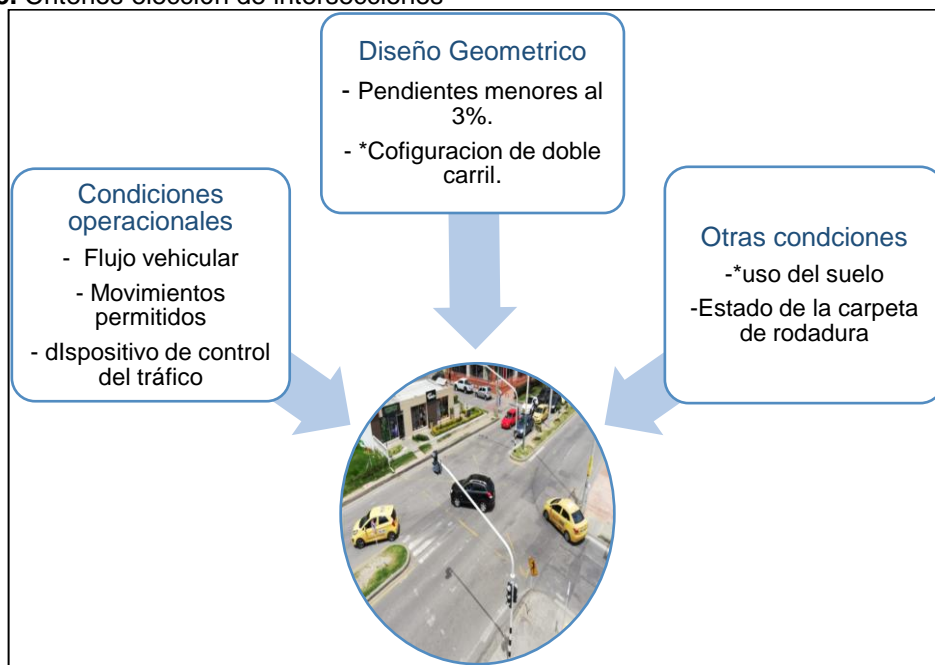 Criterios elección de intersecciones
Diseño Geometrico
- Pendientes menores al
3%.
- *Cofiguracion de doble
carril.
Condiciones
operacionales
- Flujo vehicular
- Movimientos
permitidos
- dIspositivo de control
del tráfico
Otras condciones
-*uso del suelo
-Estado de la carpeta
de rodadura